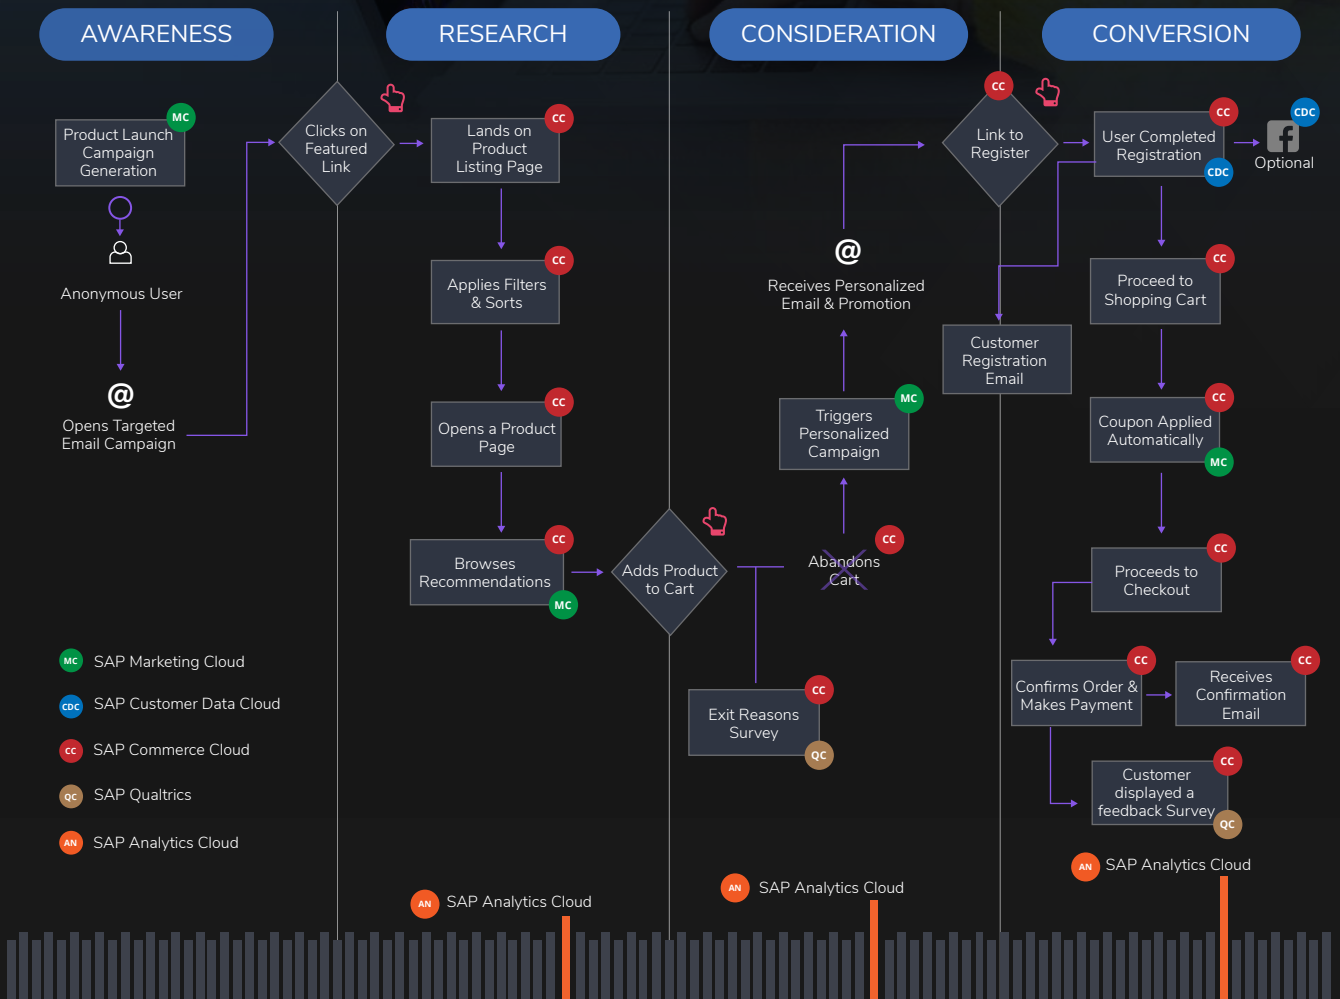 AWARENESS
RESEARCH
CONSIDERATION
CONVERSION
MC
Product Launch
Campaign
Generation
Anonymous User
@
Opens Targeted
Email Campaign
Clicks on
Featured
Link
CC
Lands on
Product
Listing Page
CC
Applies Filters
& Sorts
CC
Opens a Product
Page
CC
Browses
Recommendations
MC
Adds Product
to Cart
CC
Abandons
Cart
CC
Exit Reasons
Survey
QC
MC
Triggers
Personalized
Campaign
@
Receives Personalized
Email & Promotion
CC
Link to
Register
Customer
Registration
Email
CC
User Completed
Registration
CDC
CDC
Optional
CC
Proceed to
Shopping Cart
CC
Coupon Applied
Automatically
MC
CC
Proceeds to
Checkout
CC
Confirms Order &
Makes Payment
CC
Receives
Confirmation
Email
CC
Customer
displayed a
feedback Survey
QC
MC SAP Marketing Cloud
CDC SAP Customer Data Cloud
CC SAP Commerce Cloud
QC SAP Qualtrics
AN SAP Analytics Cloud
AN SAP Analytics Cloud
AN SAP Analytics Cloud
AN SAP Analytics Cloud